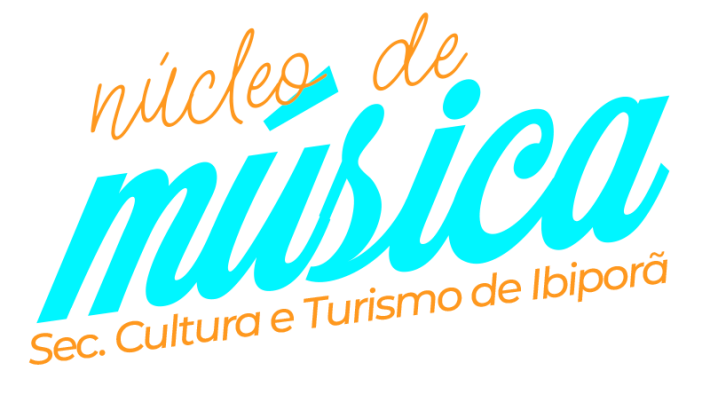 núcleo de
música
Sec. Cultura e Turismo de Ibiporã